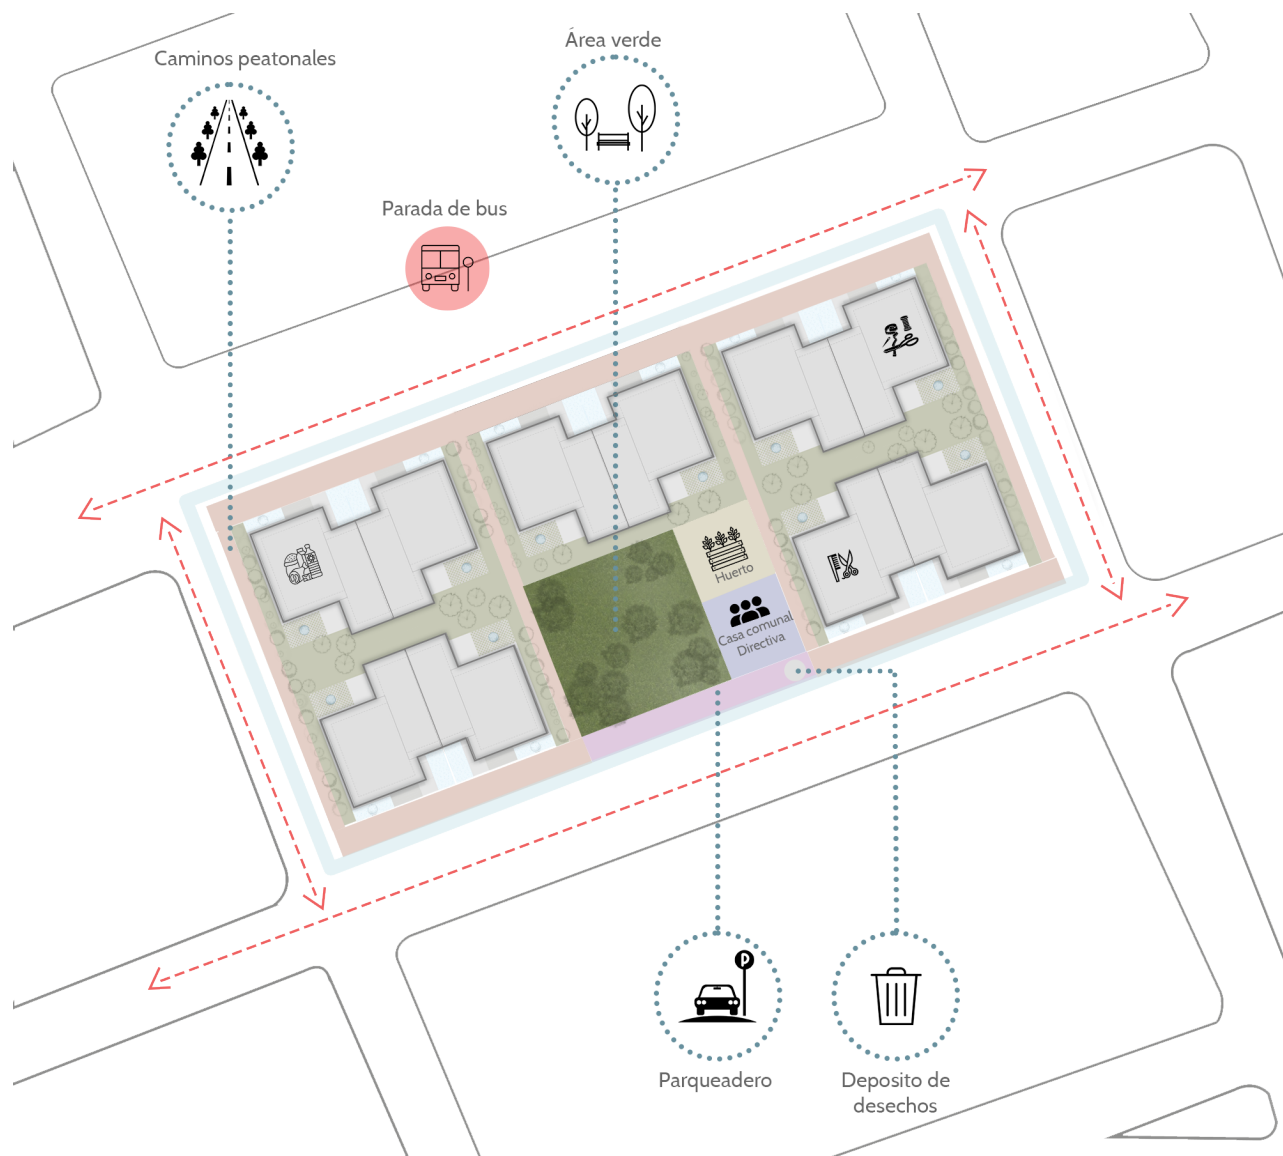 Área verde
Caminos peatonales
Parada de bus
Huerto
Casa comunal
Directiva
P
Parqueadero
Deposito de
desechos